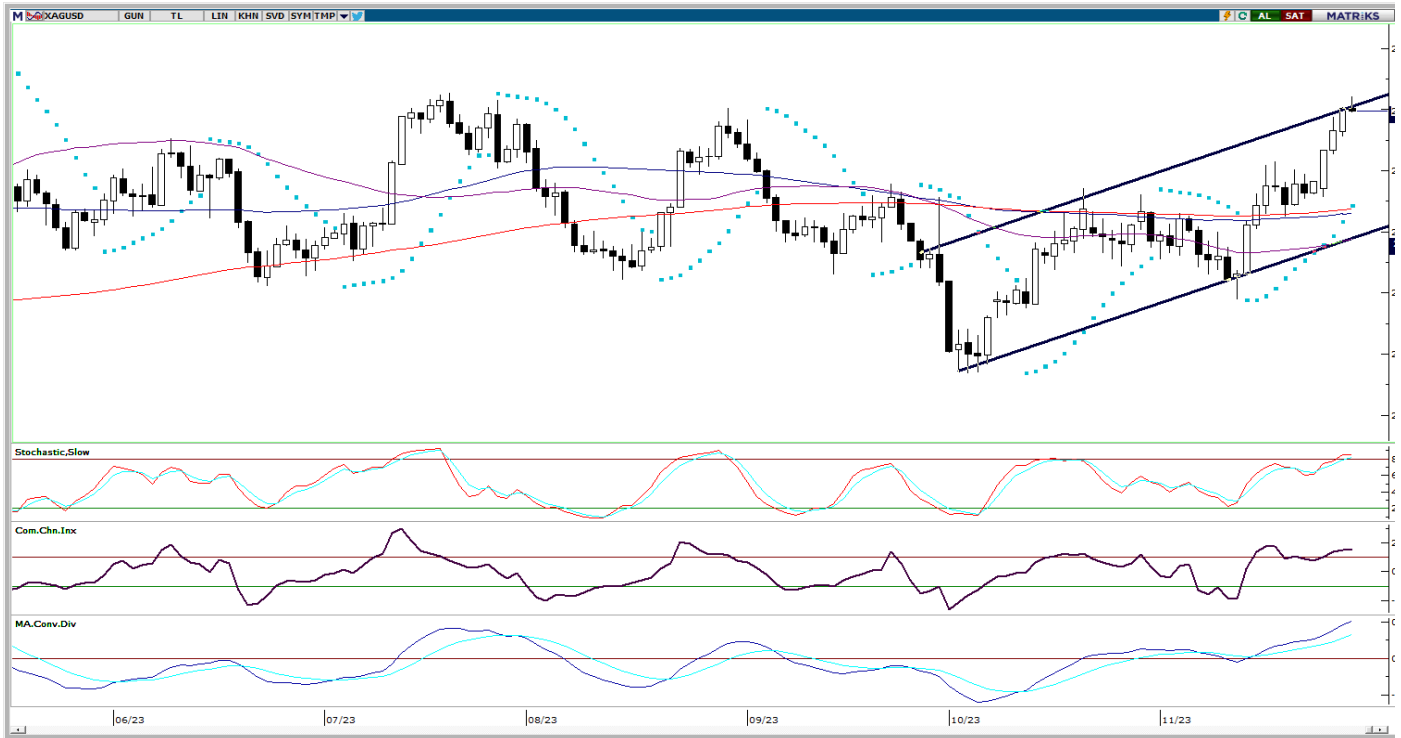 M XAGUSD GUN TL LIN KHN SVD SYM TMP AL SAT MATRIKS
Stochastic,Slow
Com.Chn.Inx
MA.Conv.Div
06/23 07/23 08/23 09/23 10/23 11/23